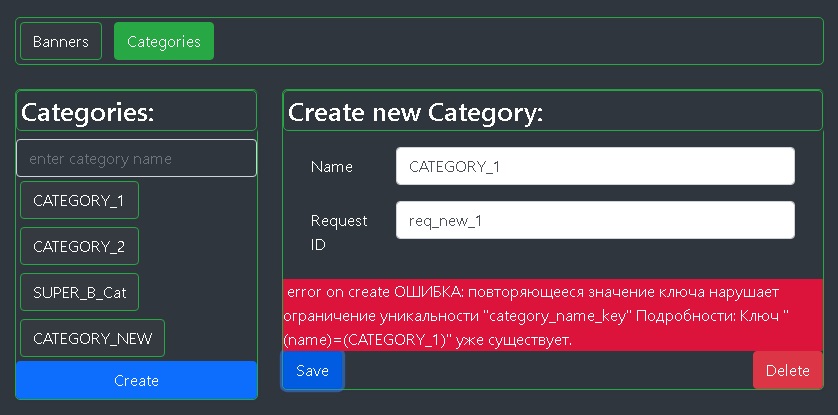 Banners
Categories
Categories:
enter category name
CATEGORY_1
CATEGORY_2
SUPER_B_Cat
CATEGORY_NEW
Create
Create new Category:
Name
CATEGORY_1
Request
ID
req_new_1
error on create ОШИБКА: повторяющееся значение ключа нарушает
ограничение уникальности "category_name_key" Подробности: Ключ "
(name)=(CATEGORY_1)" уже существует.
Save
Delete